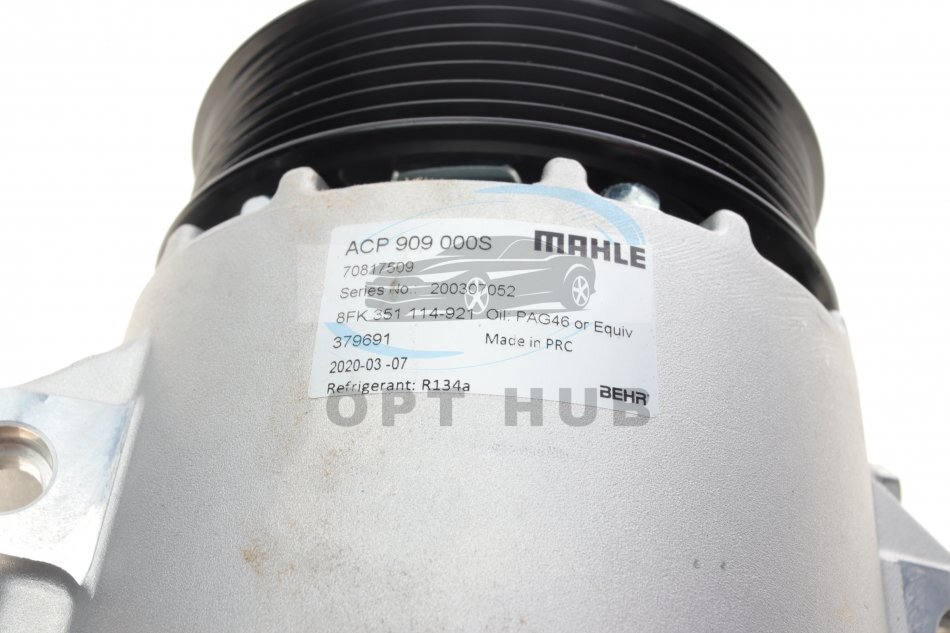 ACP 909 000S
MAHLE
70817509
Series No.: 200307052
8FK 351 114-921 Oil: PAG46 or Equiv
379691 Made in PRC
2020-03 -07
Refrigerant: R134a
BEHR
OPT HUB